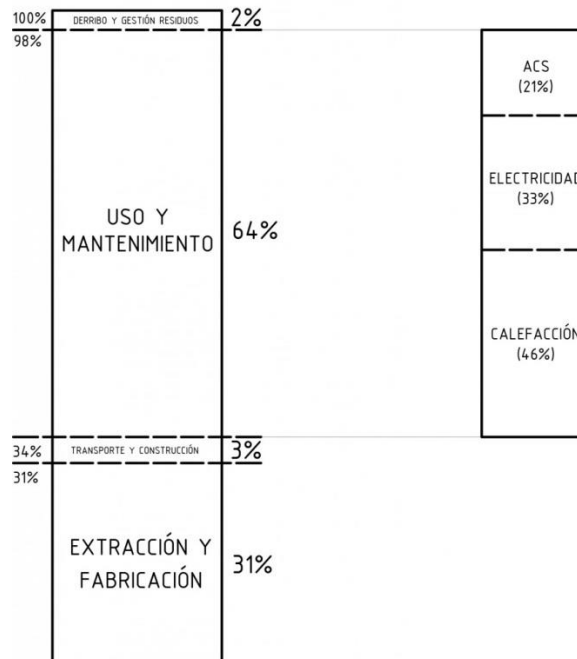 100%
DERRIBO Y GESTIÓN RESIDUOS
2%
98%
ACS
(21%)
ELECTRICIDAD
(33%)
USO Y
MANTENIMIENTO
64%
CALEFACCIÓN
(46%)
34%
TRANSPORTE Y CONSTRUCCIÓN
3%
31%
EXTRACCIÓN Y
FABRICACIÓN
31%